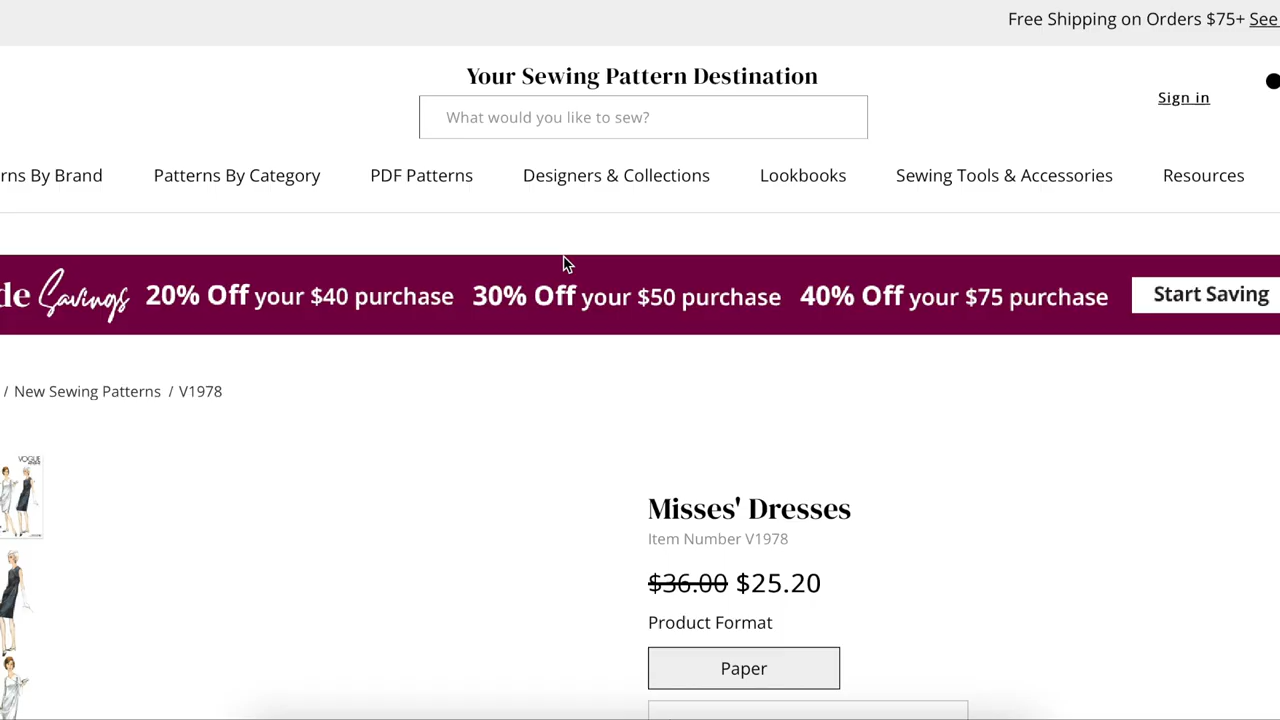 Free Shipping on Orders $75+ See
Your Sewing Pattern Destination
What would you like to sew?
Sign in
rns By Brand Patterns By Category PDF Patterns Designers & Collections Lookbooks Sewing Tools & Accessories Resources
de Savings 20% Off your $40 purchase 30% Off your $50 purchase 40% Off your $75 purchase Start Saving
/ New Sewing Patterns / V1978
VOGUE
Misses' Dresses
Item Number V1978
$36.00 $25.20
Product Format
Paper